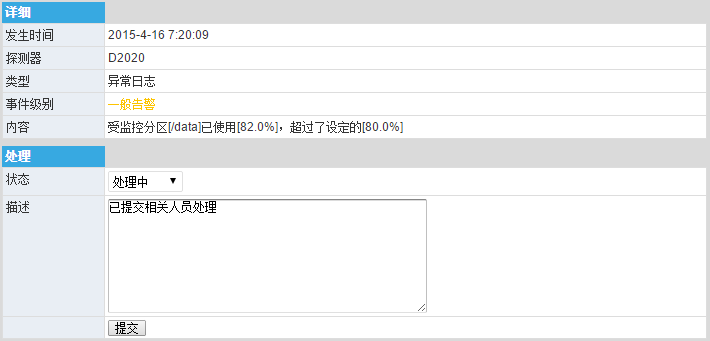 详细
发生时间 2015-4-16 7:20:09
探测器 D2020
类型 异常日志
事件级别 一般告警
内容 受监控分区[/data]已使用[82.0%]，超过了设定的[80.0%]
处理
状态 处理中
描述 已提交相关人员处理
提交